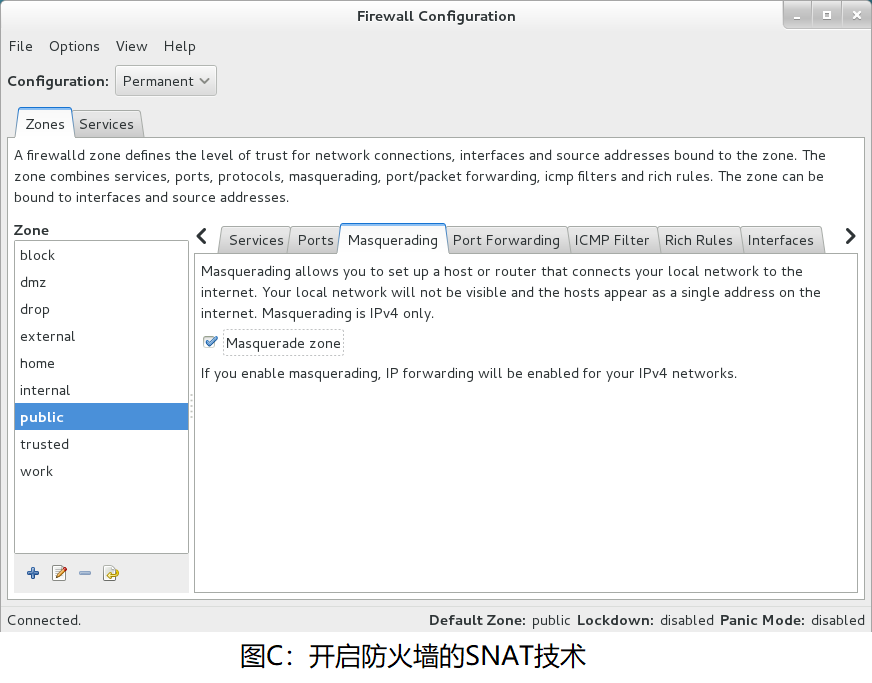 Firewall Configuration
File Options View Help
Configuration: Permanent
Zones Services
A firewalld zone defines the level of trust for network connections, interfaces and source addresses bound to the zone. The
zone combines services, ports, protocols, masquerading, port/packet forwarding, icmp filters and rich rules. The zone can be
bound to interfaces and source addresses.
Zone
block
dmz
drop
external
home
internal
public
trusted
work
Services Ports Masquerading Port Forwarding ICMP Filter Rich Rules Interfaces
Masquerading allows you to set up a host or router that connects your local network to the
internet. Your local network will not be visible and the hosts appear as a single address on the
internet. Masquerading is IPv4 only.
Masquerade zone
If you enable masquerading, IP forwarding will be enabled for your IPv4 networks.
Connected.
Default Zone: public Lockdown: disabled Panic Mode: disabled
图C：开启防火墙的SNAT技术